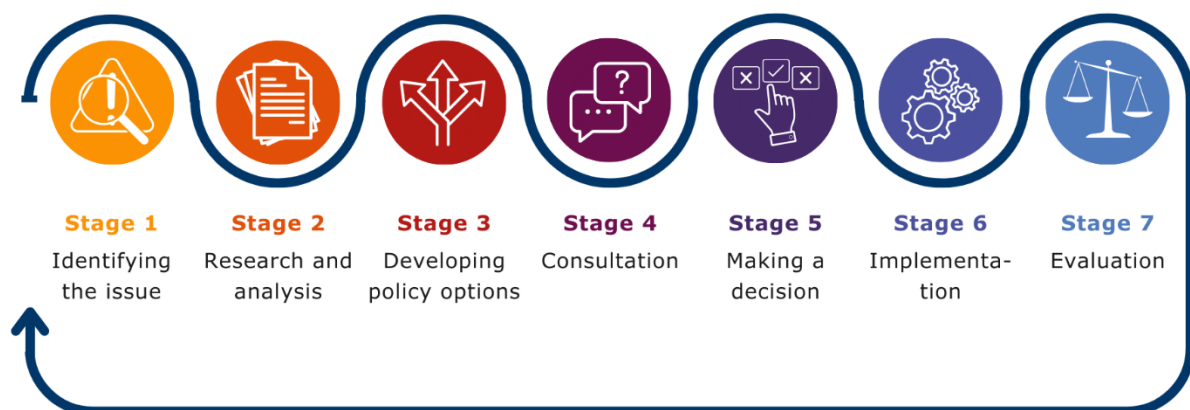 Stage 1
Identifying
the issue
Stage 2
Research and
analysis
Stage 3
Developing
policy options
Stage 4
Consultation
Stage 5
Making a
decision
Stage 6
Implementa-
tion
Stage 7
Evaluation